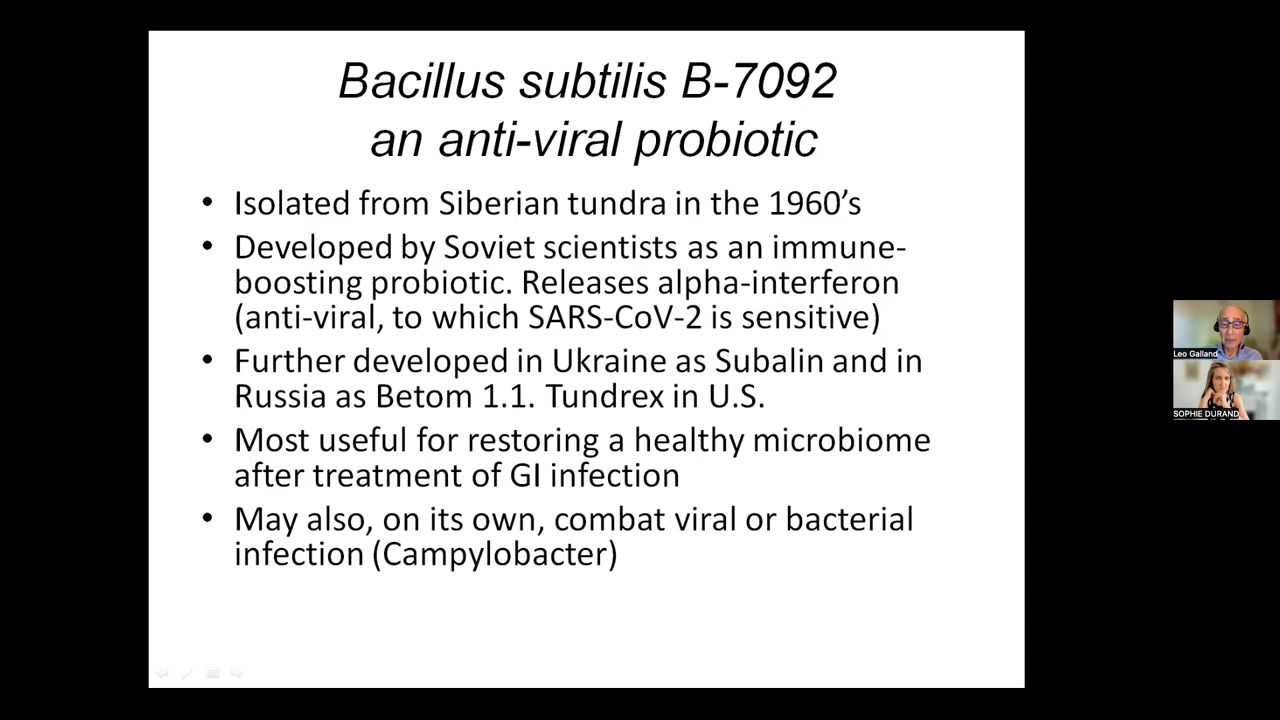 Bacillus subtilis B-7092
an anti-viral probiotic
• Isolated from Siberian tundra in the 1960’s
• Developed by Soviet scientists as an immune-
boosting probiotic. Releases alpha-interferon
(anti-viral, to which SARS-CoV-2 is sensitive)
• Further developed in Ukraine as Subalin and in
Russia as Betom 1.1. Tundrex in U.S.
• Most useful for restoring a healthy microbiome
after treatment of GI infection
• May also, on its own, combat viral or bacterial
infection (Campylobacter)
Leo Galland
SOPHIE DURAND